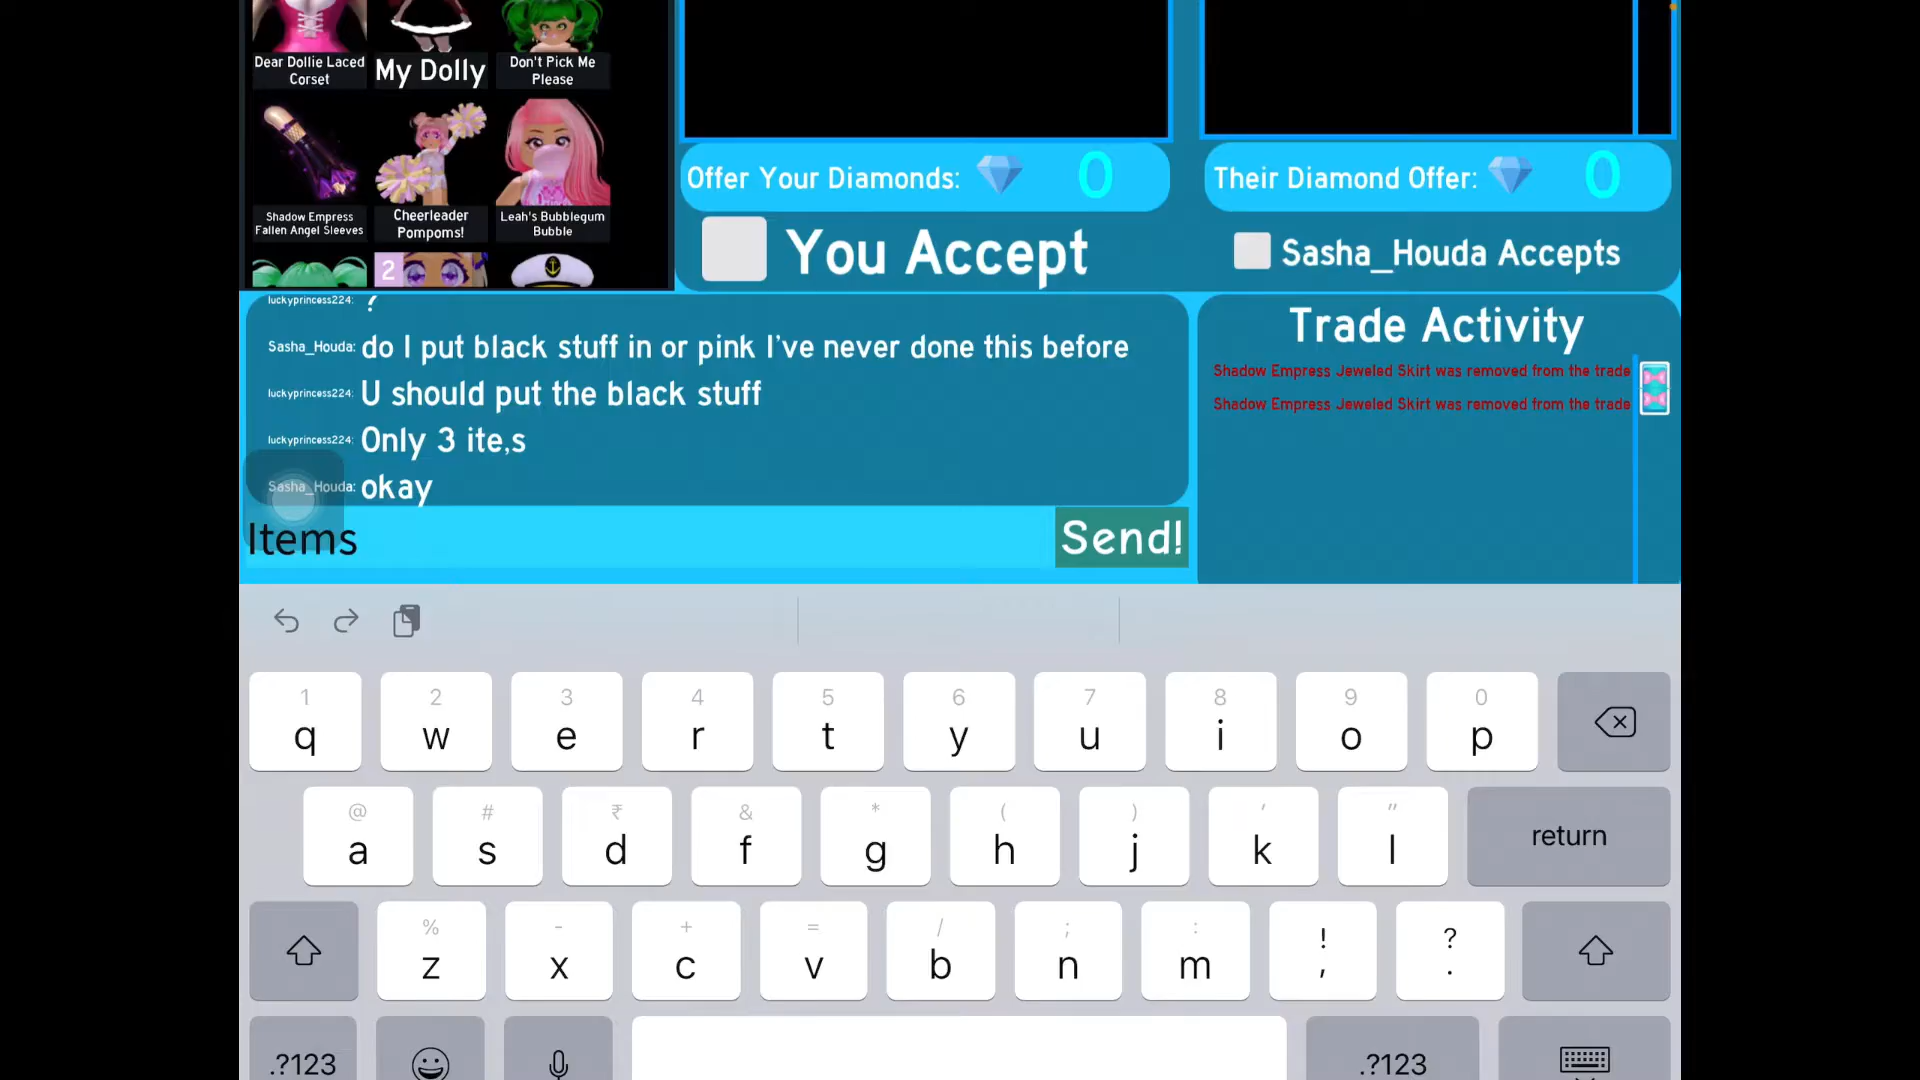 Dear Dollie Laced
Corset
My Dolly
Don't Pick Me
Please
Shadow Empress
Fallen Angel Sleeves
Cheerleader
Pompoms!
Leah's Bubblegum
Bubble
2
Offer Your Diamonds: 0
Their Diamond Offer: 0
You Accept
Sasha_Houda Accepts
luckyprincess224: ?
Sasha_Houda: do I put black stuff in or pink I've never done this before
luckyprincess224: U should put the black stuff
luckyprincess224: Only 3 ite,s
Sasha_Houda: okay
Items
Send!
Trade Activity
Shadow Empress Jeweled Skirt was removed from the trade
Shadow Empress Jeweled Skirt was removed from the trade
1 2 3 4 5 6 7 8 9 0
q w e r t y u i o p
@ # ₹ & * ( ) ' "
a s d f g h j k l return
% - + = / ; : ! ?
z x c v b n m , .
.?123 .?123